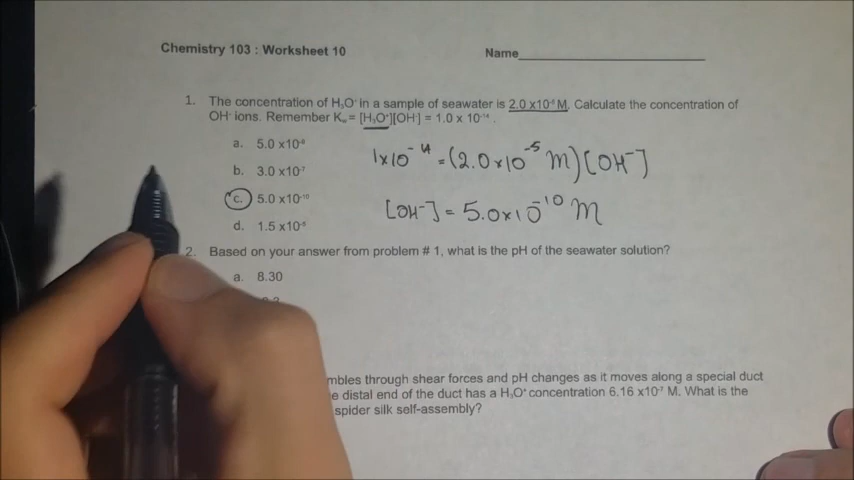 Chemistry 103 : Worksheet 10
Name
1. The concentration of H₃O⁺ in a sample of seawater is 2.0 x10⁻⁵ M. Calculate the concentration of
OH⁻ ions. Remember Kw = [H₃O⁺][OH⁻] = 1.0 x 10⁻¹⁴ .
a. 5.0 x10⁻⁹
1x10⁻¹⁴ = (2.0x10⁻⁵ M)[OH⁻]
b. 3.0 x10⁻⁷
c. 5.0 x10⁻¹⁰
[OH⁻] = 5.0x10⁻¹⁰ M
d. 1.5 x10⁻⁵
2. Based on your answer from problem # 1, what is the pH of the seawater solution?
a. 8.30
mbles through shear forces and pH changes as it moves along a special duct
e distal end of the duct has a H₃O⁺ concentration 6.16 x10⁻⁷ M. What is the
spider silk self-assembly?